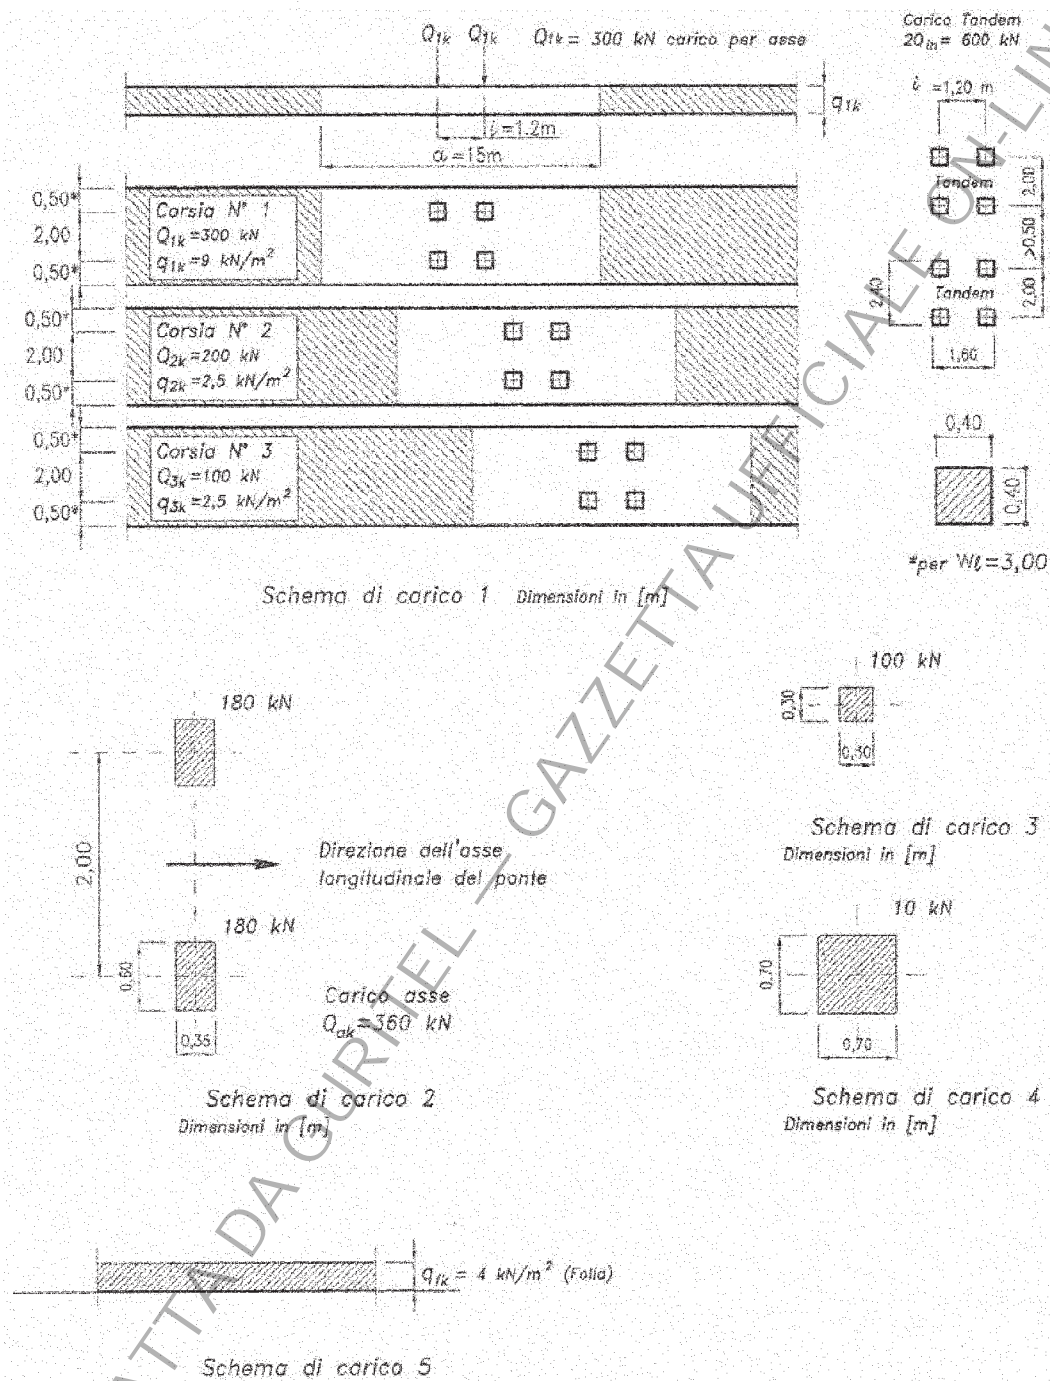 Q1k Q1k Q1k = 300 kN carico per asse
q1k
i=1.2m
a=15m
0,50*
2,00
0,50*
Corsia N° 1
Q1k=300 kN
q1k=9 kN/m²
0,50*
2,00
0,50*
Corsia N° 2
Q2k=200 kN
q2k=2,5 kN/m²
0,50*
2,00
0,50*
Corsia N° 3
Q3k=100 kN
q3k=2,5 kN/m²
Schema di carico 1 Dimensioni in [m]
Carico Tandem
= 600 kN
i =1,20 m
Tandem
2,00
>0,50
2,40
Tandem
2,00
1,60
0,40
0,40
*per Wℓ=3,00
180 kN
2,00
Direzione dell'asse
longitudinale del ponte
180 kN
0,60
0,35
Carico asse
Qak=360 kN
Schema di carico 2
Dimensioni in [m]
100 kN
0,30
0,30
Schema di carico 3
Dimensioni in [m]
10 kN
0,70
0,70
Schema di carico 4
Dimensioni in [m]
qfk = 4 kN/m² (Folla)
Schema di carico 5
ATTA DA GURITEL — GAZZETTA UFFICIALE ON-LIN